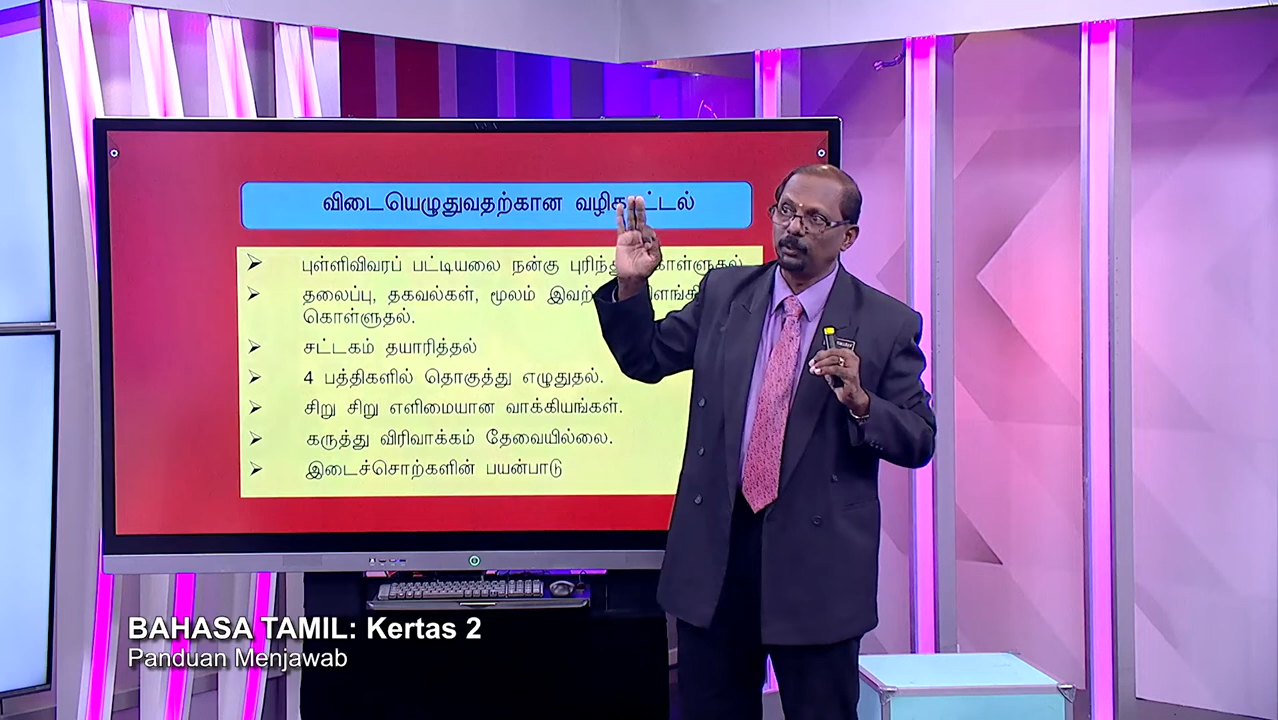 விடையெழுதுவதற்கான
புள்ளிவிவரப் பட்டியலை நன்கு
தலைப்பு, தகவல்கள், மூலம்
கொள்ளுதல்.
சட்டகம் தயாரித்தல்
4 பத்திகளில் தொகுத்து எழுதுதல்.
சிறு சிறு எளிமையான வாக்கியங்கள்.
கருத்து விரிவாக்கம் தேவையில்லை.
இடைச்சொற்களின் பயன்பாடு
BAHASA TAMIL: Kertas 2
Panduan Menjawab